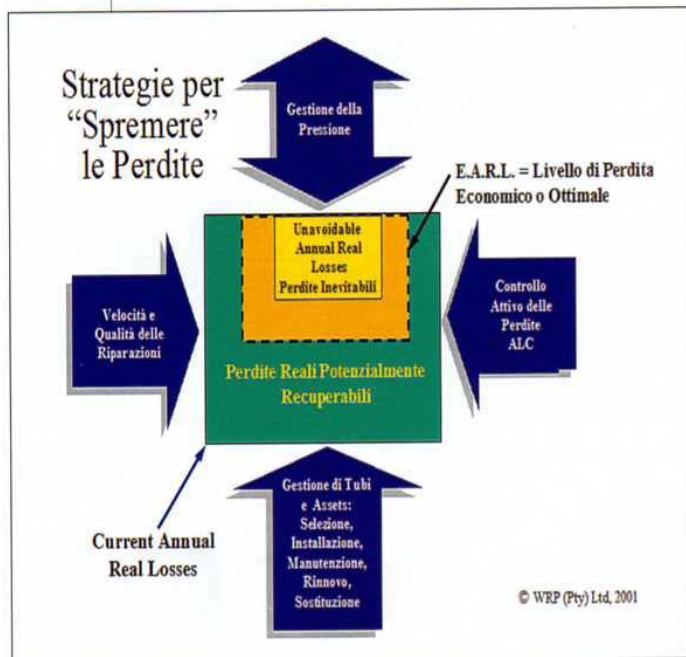 Strategie per
“Spremere”
le Perdite
Gestione della
Pressione
E.A.R.L. = Livello di Perdita
Economico o Ottimale
Unavoidable
Annual Real
Losses
Perdite Inevitabili
Velocità e
Qualità delle
Riparazioni
Controllo
Attivo delle
Perdite
ALC
Perdite Reali Potenzialmente
Recuperabili
Gestione di Tubi
e Assets:
Selezione,
Installazione,
Manutenzione,
Rinnovo,
Sostituzione
Current Annual
Real Losses
© WRP (Pty) Ltd, 2001